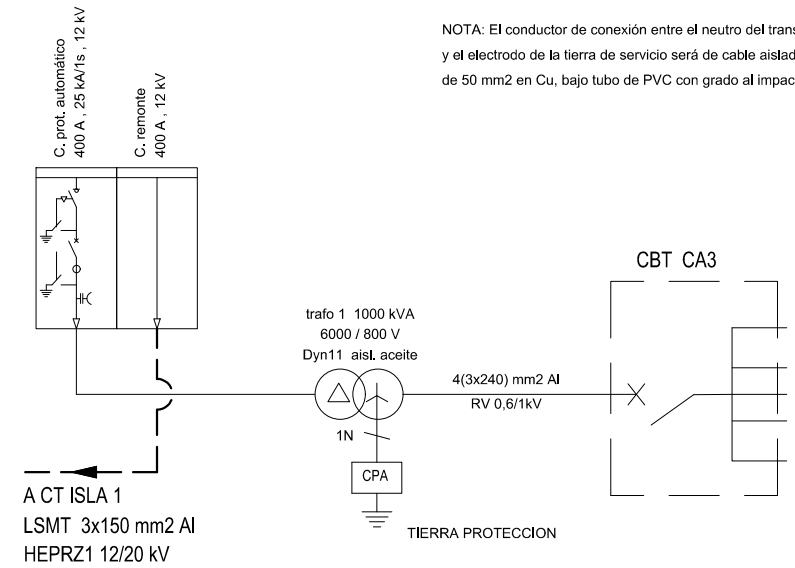 NOTA: El conductor de conexión entre el neutro del
y el electrodo de la tierra de servicio será de cable
de 50 mm2 en Cu, bajo tubo de PVC con grado al
C. prot. automático
400 A , 25 kA/1s , 12 kV
C. remonte
400 A , 12 kV
CBT CA3
trafo 1 1000 kVA
6000 / 800 V
Dyn11 aisl. aceite
4(3x240) mm2 Al
RV 0,6/1kV
1N
CPA
TIERRA PROTECCION
A CT ISLA 1
LSMT 3x150 mm2 Al
HEPRZ1 12/20 kV